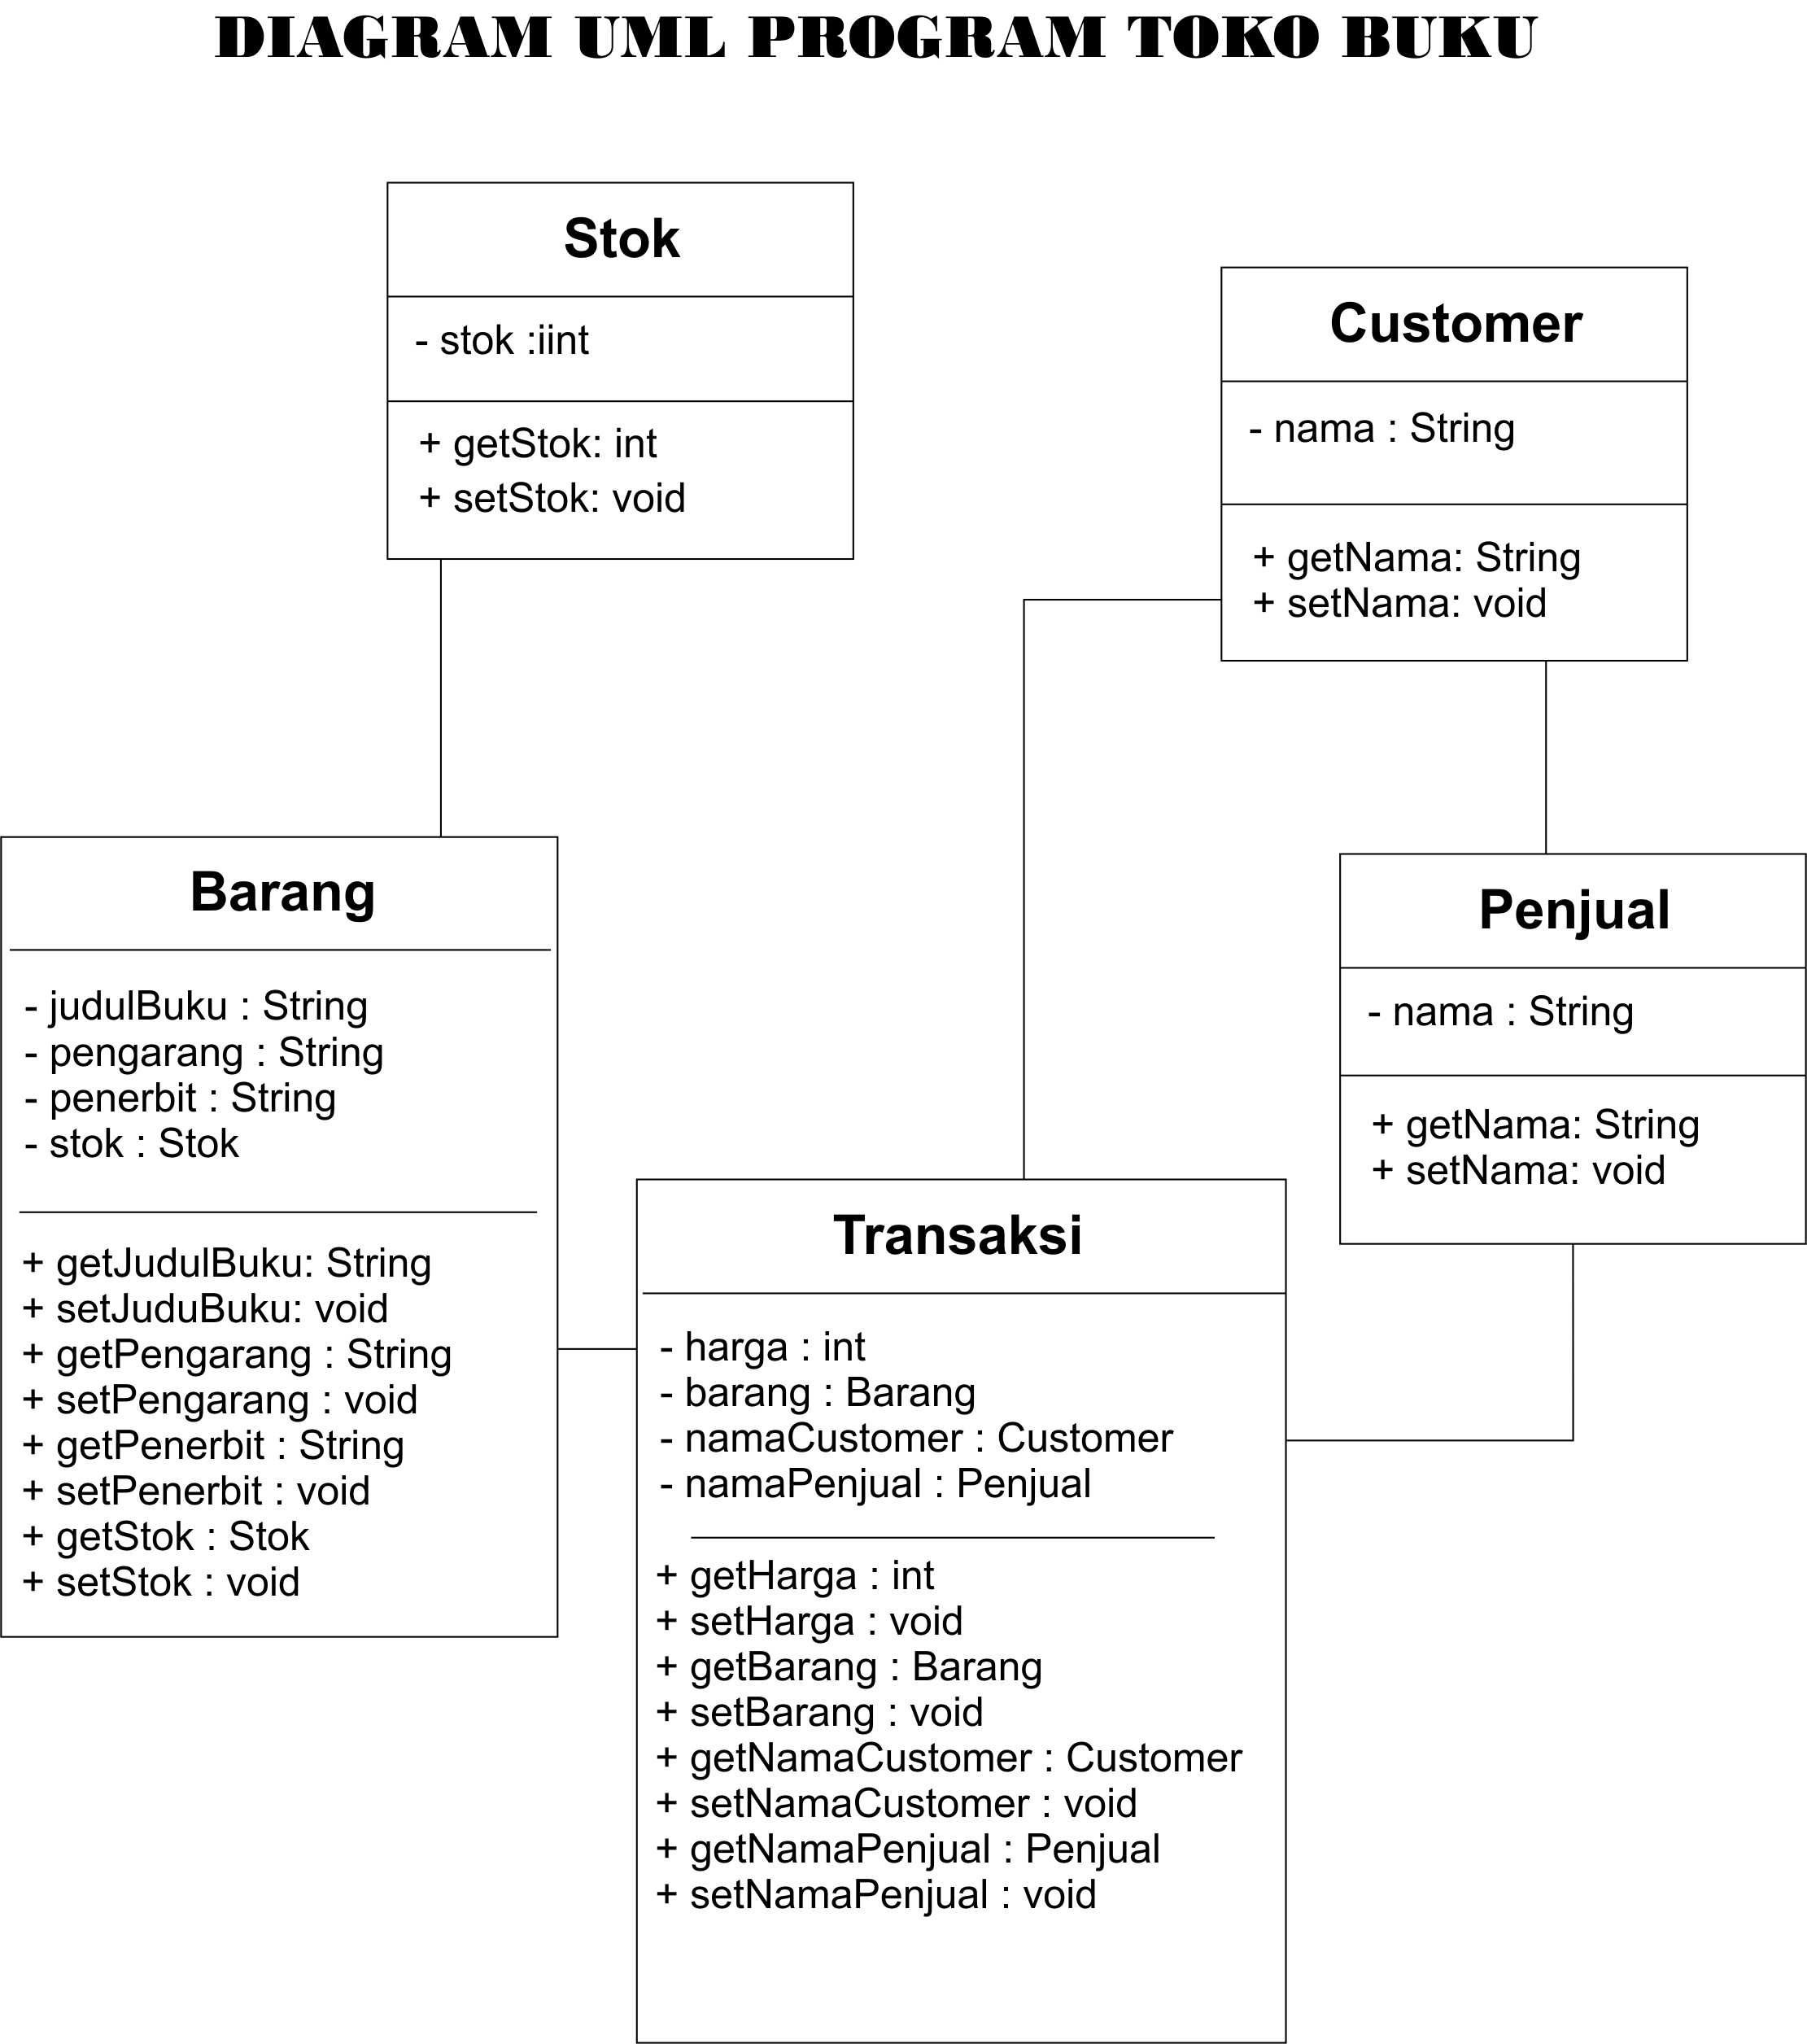 DIAGRAM UML PROGRAM TOKO BUKU
Stok
- stok :iint
+ getStok: int
+ setStok: void
Customer
- nama : String
+ getNama: String
+ setNama: void
Barang
- judulBuku : String
- pengarang : String
- penerbit : String
- stok : Stok
+ getJudulBuku: String
+ setJuduBuku: void
+ getPengarang : String
+ setPengarang : void
+ getPenerbit : String
+ setPenerbit : void
+ getStok : Stok
+ setStok : void
Penjual
- nama : String
+ getNama: String
+ setNama: void
Transaksi
- harga : int
- barang : Barang
- namaCustomer : Customer
- namaPenjual : Penjual
+ getHarga : int
+ setHarga : void
+ getBarang : Barang
+ setBarang : void
+ getNamaCustomer : Customer
+ setNamaCustomer : void
+ getNamaPenjual : Penjual
+ setNamaPenjual : void